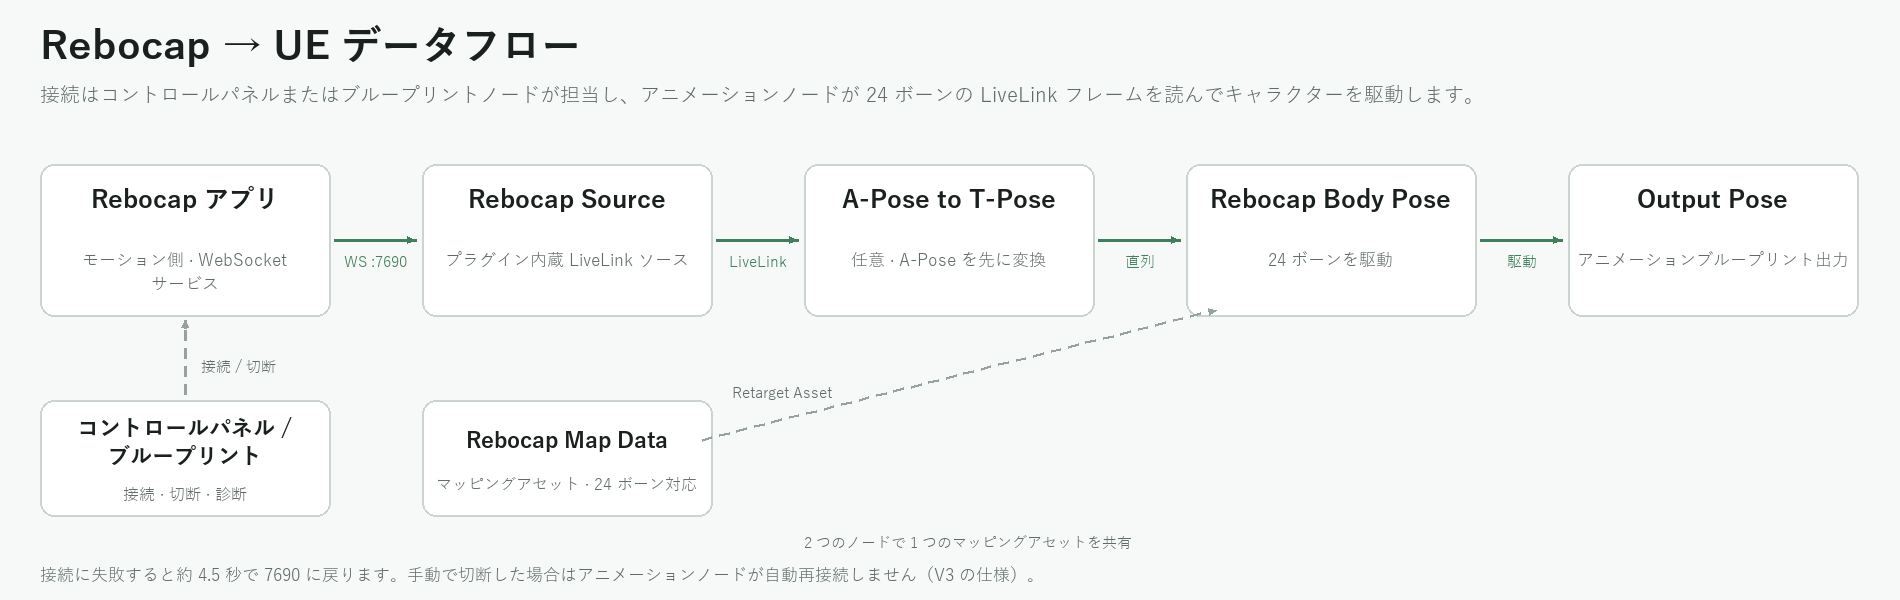 Rebocap → UE データフロー
接続はコントロールパネルまたはブループリントノードが担当し、アニメーションノードが 24 ボーンの LiveLink フレームを読んでキャラクターを駆動します。
Rebocap アプリ
モーション側 · WebSocket
サービス
WS :7690
Rebocap Source
プラグイン内蔵 LiveLink ソース
LiveLink
A-Pose to T-Pose
任意 · A-Pose を先に変換
直列
Rebocap Body Pose
24 ボーンを駆動
駆動
Output Pose
アニメーションブループリント出力
接続 / 切断
コントロールパネル /
ブループリント
接続 · 切断 · 診断
Retarget Asset
Rebocap Map Data
マッピングアセット · 24 ボーン対応
2 つのノードで 1 つのマッピングアセットを共有
接続に失敗すると約 4.5 秒で 7690 に戻ります。手動で切断した場合はアニメーションノードが自動再接続しません（V3 の仕様）。